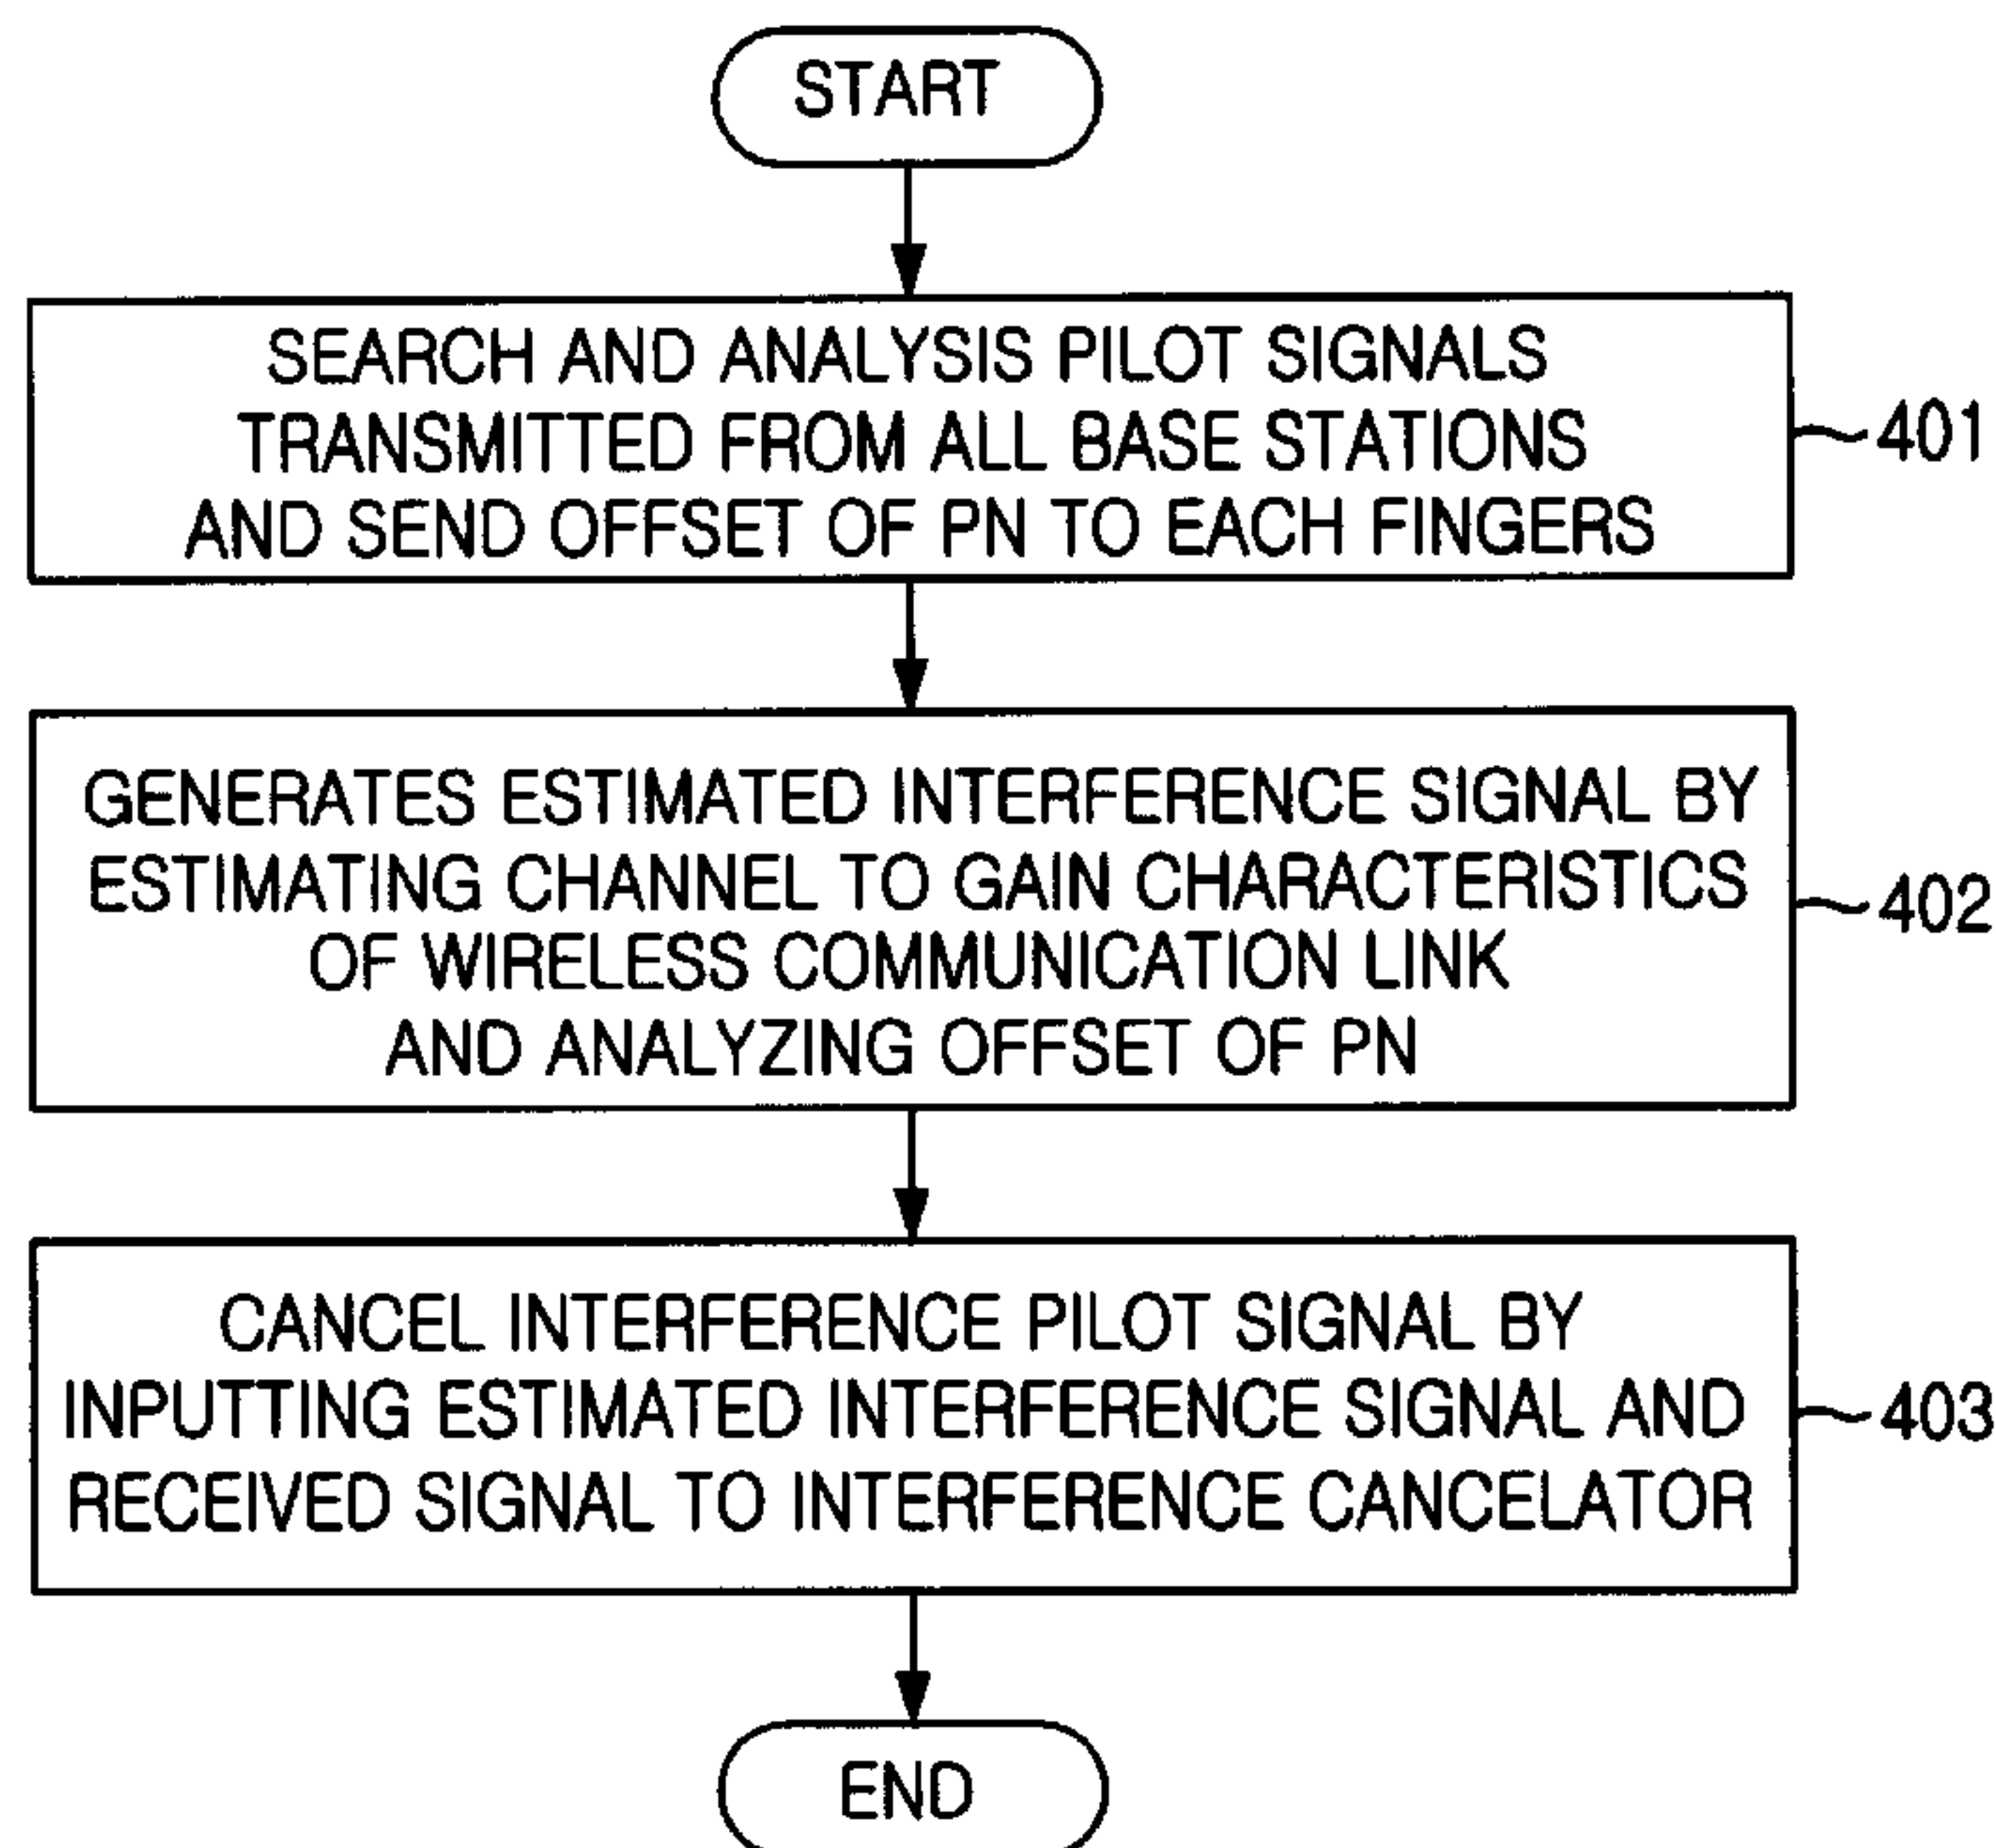 START
SEARCH AND ANALYSIS PILOT SIGNALS
TRANSMITTED FROM ALL BASE STATIONS
AND SEND OFFSET OF PN TO EACH FINGERS
401
GENERATES ESTIMATED INTERFERENCE SIGNAL BY
ESTIMATING CHANNEL TO GAIN CHARACTERISTICS
OF WIRELESS COMMUNICATION LINK
AND ANALYZING OFFSET OF PN
402
CANCEL INTERFERENCE PILOT SIGNAL BY
INPUTTING ESTIMATED INTERFERENCE SIGNAL AND
RECEIVED SIGNAL TO INTERFERENCE CANCELATOR
403
END